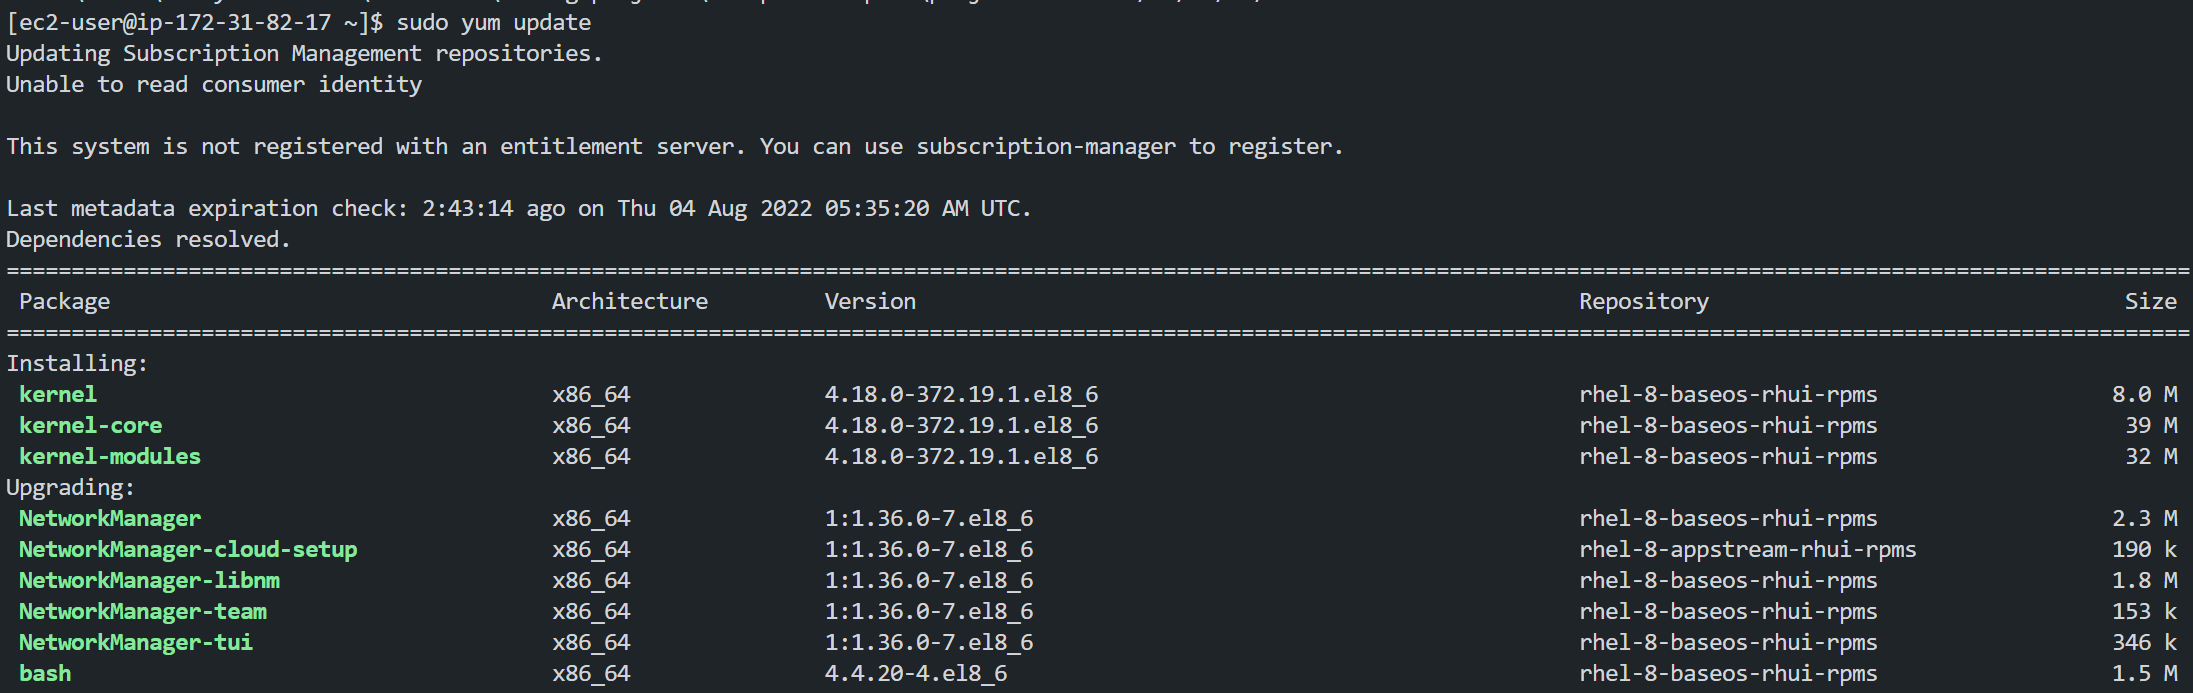 [ec2-user@ip-172-31-82-17 ~]$ sudo yum update
Updating Subscription Management repositories.
Unable to read consumer identity
This system is not registered with an entitlement server. You can use subscription-manager to register.
Last metadata expiration check: 2:43:14 ago on Thu 04 Aug 2022 05:35:20 AM UTC.
Dependencies resolved.
================================================================================================================================================================================
Package Architecture Version Repository Size
================================================================================================================================================================================
Installing:
kernel x86_64 4.18.0-372.19.1.el8_6 rhel-8-baseos-rhui-rpms 8.0 M
kernel-core x86_64 4.18.0-372.19.1.el8_6 rhel-8-baseos-rhui-rpms 39 M
kernel-modules x86_64 4.18.0-372.19.1.el8_6 rhel-8-baseos-rhui-rpms 32 M
Upgrading:
NetworkManager x86_64 1:1.36.0-7.el8_6 rhel-8-baseos-rhui-rpms 2.3 M
NetworkManager-cloud-setup x86_64 1:1.36.0-7.el8_6 rhel-8-appstream-rhui-rpms 190 k
NetworkManager-libnm x86_64 1:1.36.0-7.el8_6 rhel-8-baseos-rhui-rpms 1.8 M
NetworkManager-team x86_64 1:1.36.0-7.el8_6 rhel-8-baseos-rhui-rpms 153 k
NetworkManager-tui x86_64 1:1.36.0-7.el8_6 rhel-8-baseos-rhui-rpms 346 k
bash x86_64 4.4.20-4.el8_6 rhel-8-baseos-rhui-rpms 1.5 M